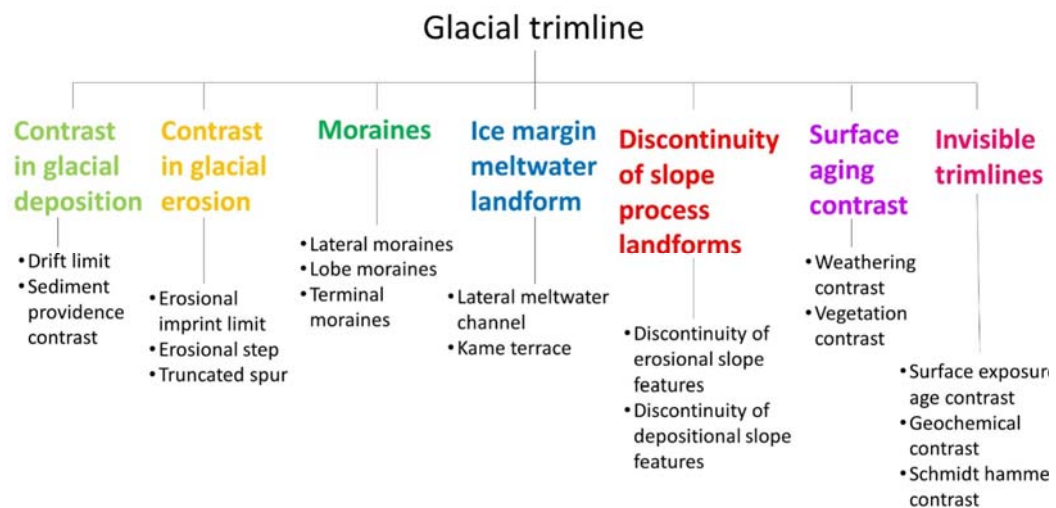 Glacial trimline
Contrast
in glacial
deposition
• Drift limit
• Sediment
providence
contrast
Contrast
in glacial
erosion
• Erosional
imprint limit
• Erosional step
• Truncated spur
Moraines
• Lateral moraines
• Lobe moraines
• Terminal
moraines
Ice margin
meltwater
landform
• Lateral meltwater
channel
• Kame terrace
Discontinuity
of slope
process
landforms
• Discontinuity of
erosional slope
features
• Discontinuity of
depositional slope
features
Surface
aging
contrast
• Weathering
contrast
• Vegetation
contrast
Invisible
trimlines
• Surface exposure
age contrast
• Geochemical
contrast
• Schmidt hamme
contrast